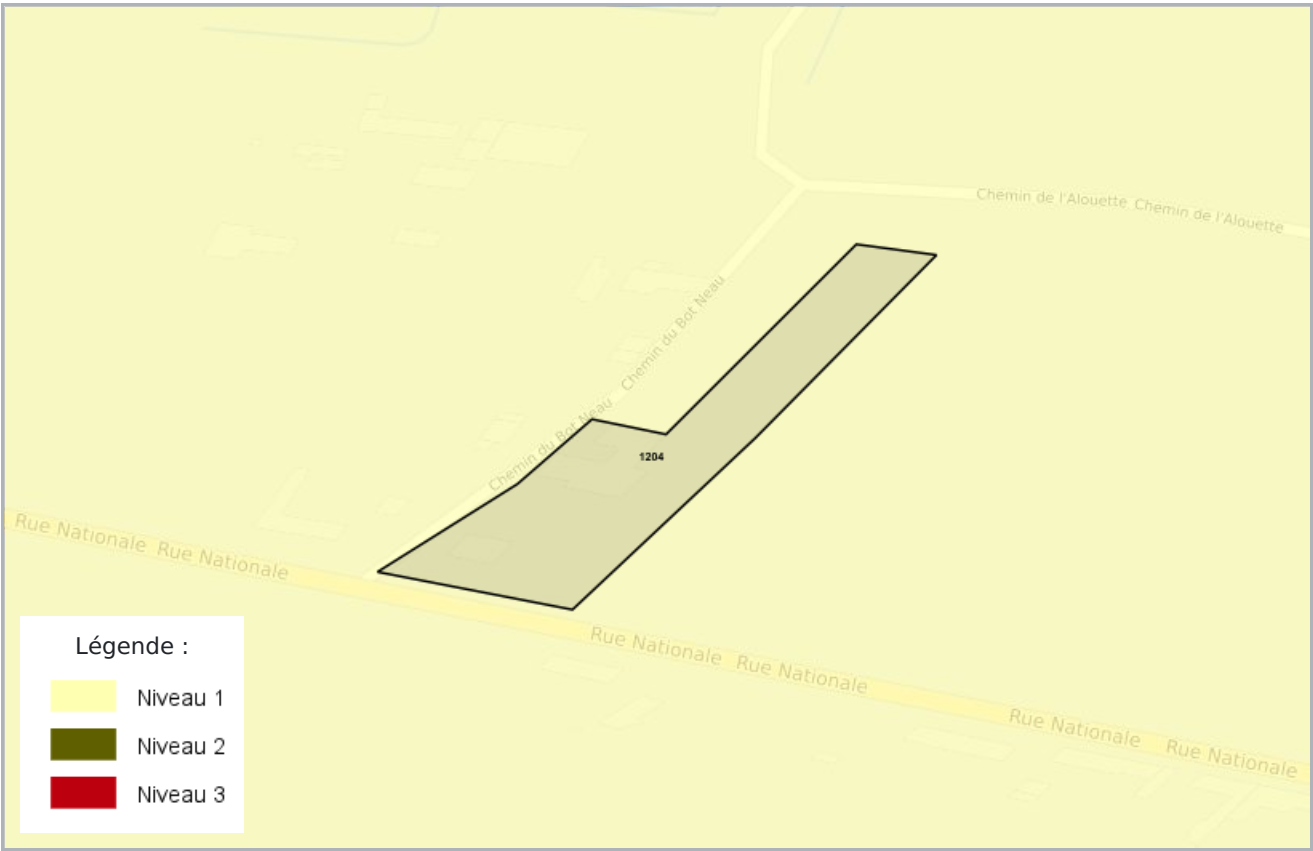 Chemin de l'Alouette Chemin de l'Alouette
Chemin du Bot Neau
Chemin du Bot Neau
1204
Rue Nationale Rue Nationale
Rue Nationale Rue Nationale
Rue Nationale Rue Nationale
Légende :
Niveau 1
Niveau 2
Niveau 3